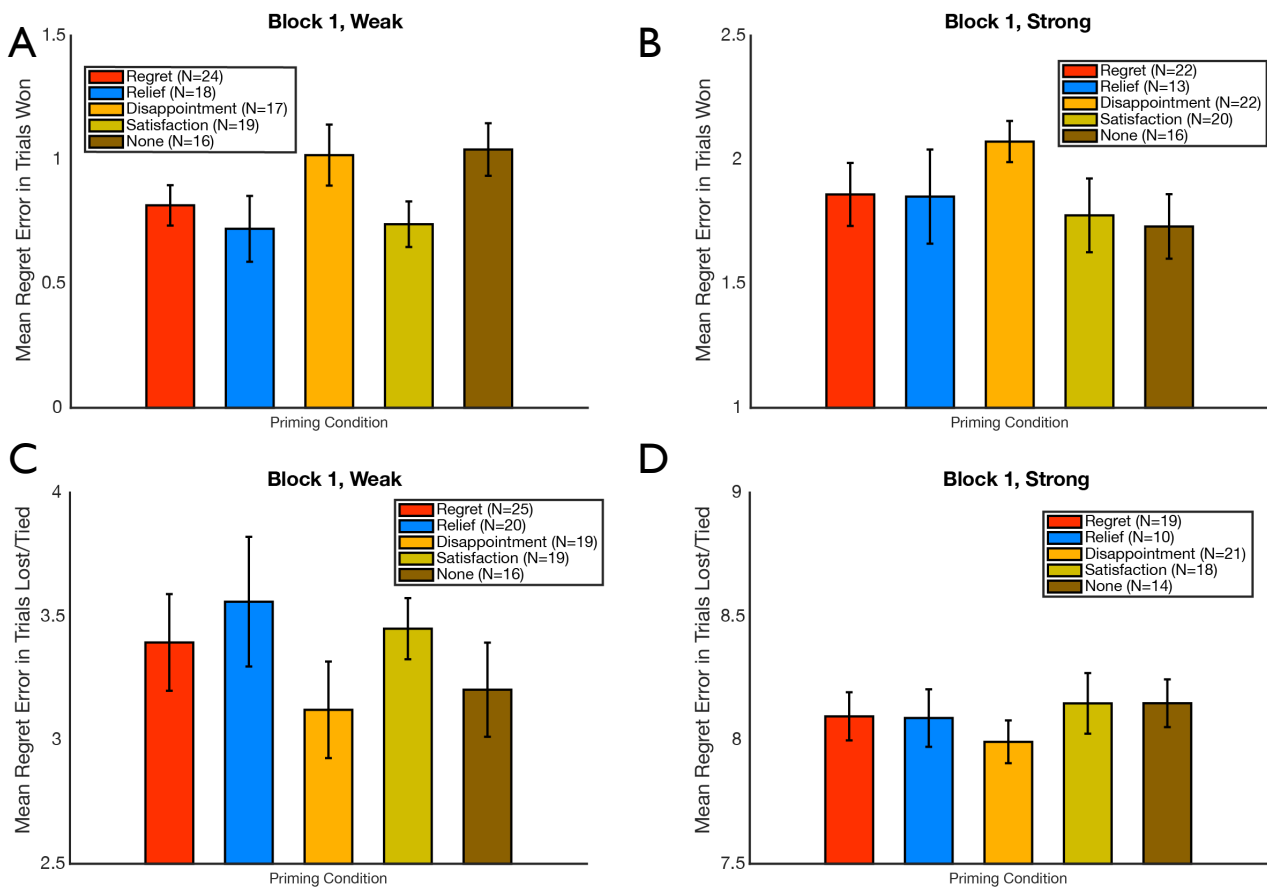 A
Block 1, Weak
Mean Regret Error in Trials Won
1.5
1
0.5
0
Regret (N=24)
Relief (N=18)
Disappointment (N=17)
Satisfaction (N=19)
None (N=16)
Priming Condition
B
Block 1, Strong
Mean Regret Error in Trials Won
2.5
2
1.5
1
Regret (N=22)
Relief (N=13)
Disappointment (N=22)
Satisfaction (N=20)
None (N=16)
Priming Condition
C
Block 1, Weak
Mean Regret Error in Trials Lost/Tied
4
3.5
3
2.5
Regret (N=25)
Relief (N=20)
Disappointment (N=19)
Satisfaction (N=19)
None (N=16)
Priming Condition
D
Block 1, Strong
Mean Regret Error in Trials Lost/Tied
9
8.5
8
7.5
Regret (N=19)
Relief (N=10)
Disappointment (N=21)
Satisfaction (N=18)
None (N=14)
Priming Condition